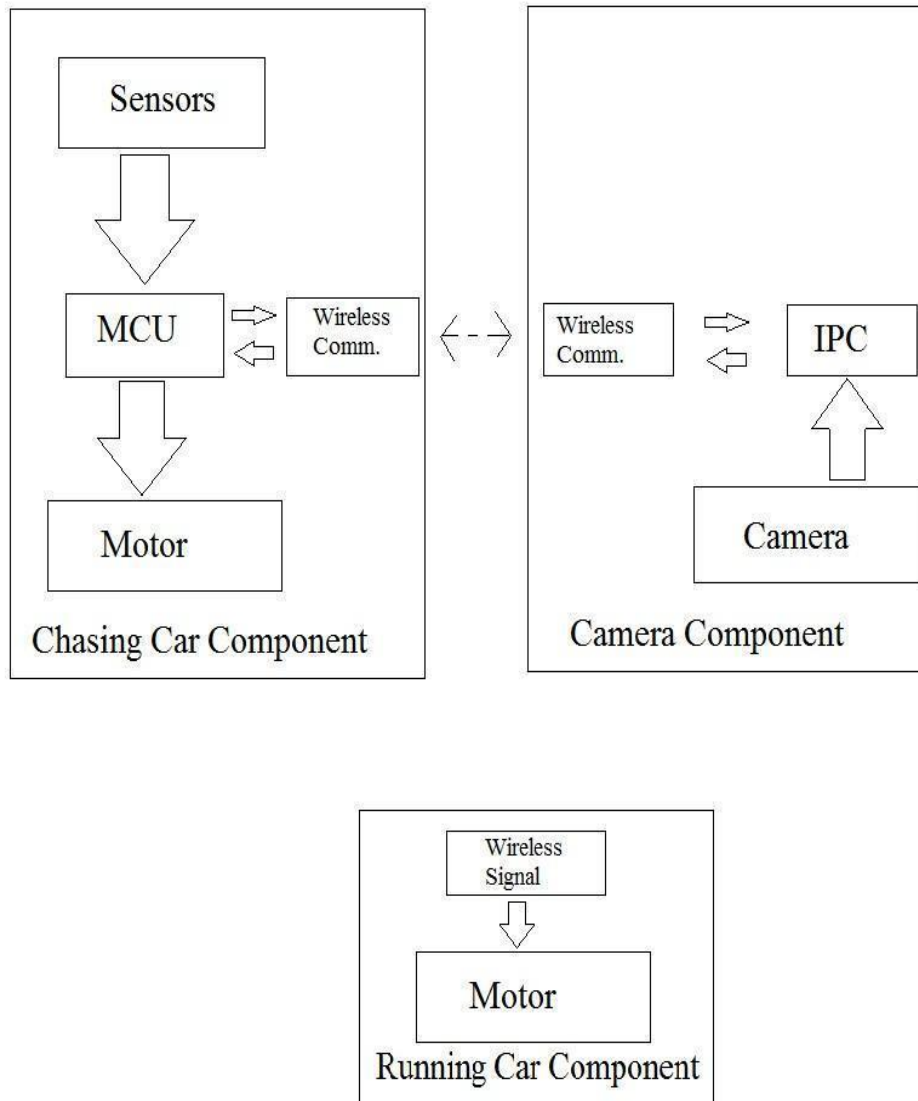 Sensors
MCU
Wireless
Comm.
Motor
Chasing Car Component
Wireless
Comm.
IPC
Camera
Camera Component
Wireless
Signal
Motor
Running Car Component